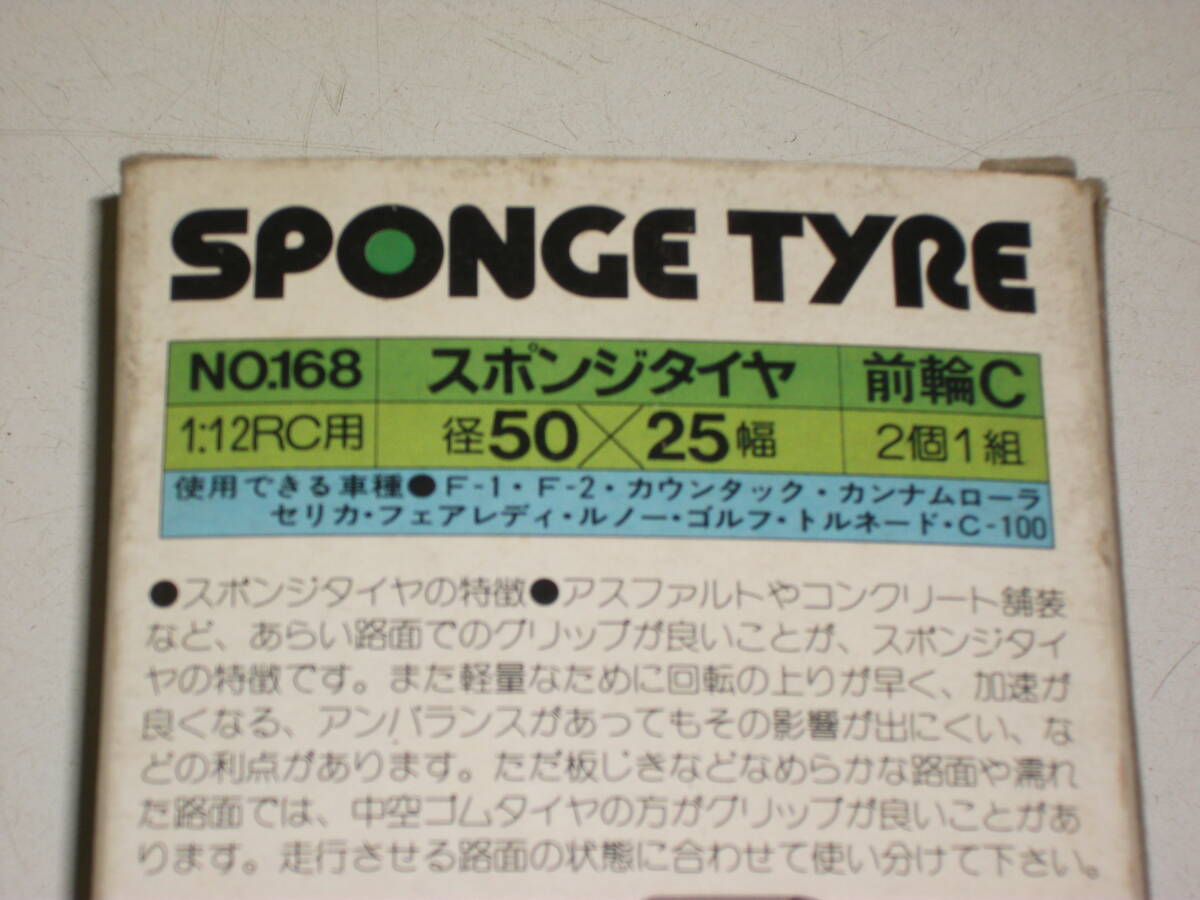 SPONGE TYRE
NO.168 スポンジタイヤ 前輪C
1:12RC用 径50×25幅 2個1組
使用できる車種●F-1・F-2・カウンタック・カンナムローラ
セリカ・フェアレディ・ルノー・ゴルフ・トルネード・C-100
●スポンジタイヤの特徴●アスファルトやコンクリート舗装
など、あらい路面でのグリップが良いことが、スポンジタイ
ヤの特徴です。また軽量なために回転の上りが早く、加速が
良くなる、アンバランスがあってもその影響が出にくい、な
どの利点があります。ただ板じきなどなめらかな路面や濡れ
た路面では、中空ゴムタイヤの方がグリップが良いことがあ
ります。走行させる路面の状態に合わせて使い分けて下さい。